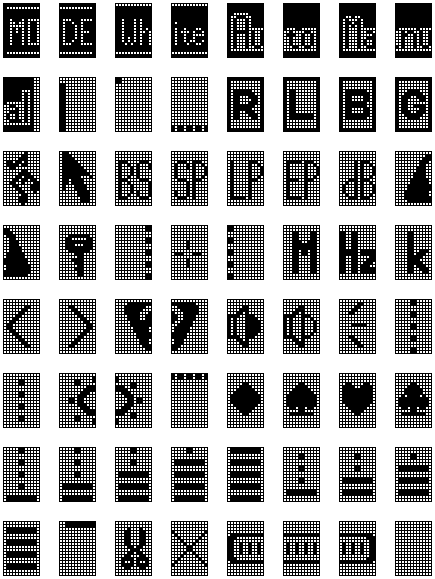 MO DE Wh ite Au to Ma nu
al R L B G
BS SP LP EP dB
M Hz k
< >